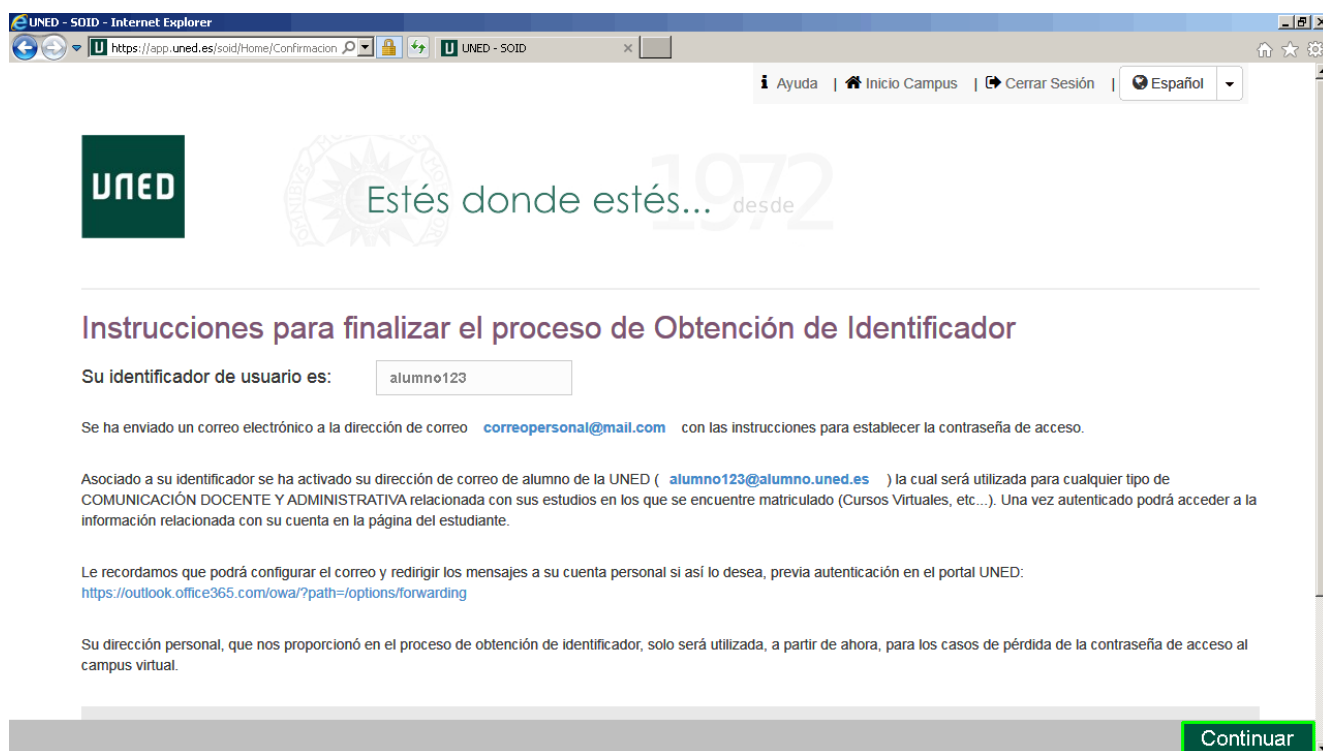 UNED - SOID - Internet Explorer
https://app.uned.es/soid/Home/Confirmacion
UNED - SOID
Ayuda | Inicio Campus | Cerrar Sesión | Español
UNED
Estés donde estés... desde 1972
Instrucciones para finalizar el proceso de Obtención de Identificador
Su identificador de usuario es: alumno123
Se ha enviado un correo electrónico a la dirección de correo correopersonal@mail.com con las instrucciones para establecer la contraseña de acceso.
Asociado a su identificador se ha activado su dirección de correo de alumno de la UNED ( alumno123@alumno.uned.es ) la cual será utilizada para cualquier tipo de
COMUNICACIÓN DOCENTE Y ADMINISTRATIVA relacionada con sus estudios en los que se encuentre matriculado (Cursos Virtuales, etc...). Una vez autenticado podrá acceder a la
información relacionada con su cuenta en la página del estudiante.
Le recordamos que podrá configurar el correo y redirigir los mensajes a su cuenta personal si así lo desea, previa autenticación en el portal UNED:
https://outlook.office365.com/owa/?path=/options/forwarding
Su dirección personal, que nos proporcionó en el proceso de obtención de identificador, solo será utilizada, a partir de ahora, para los casos de pérdida de la contraseña de acceso al
campus virtual.
Continuar